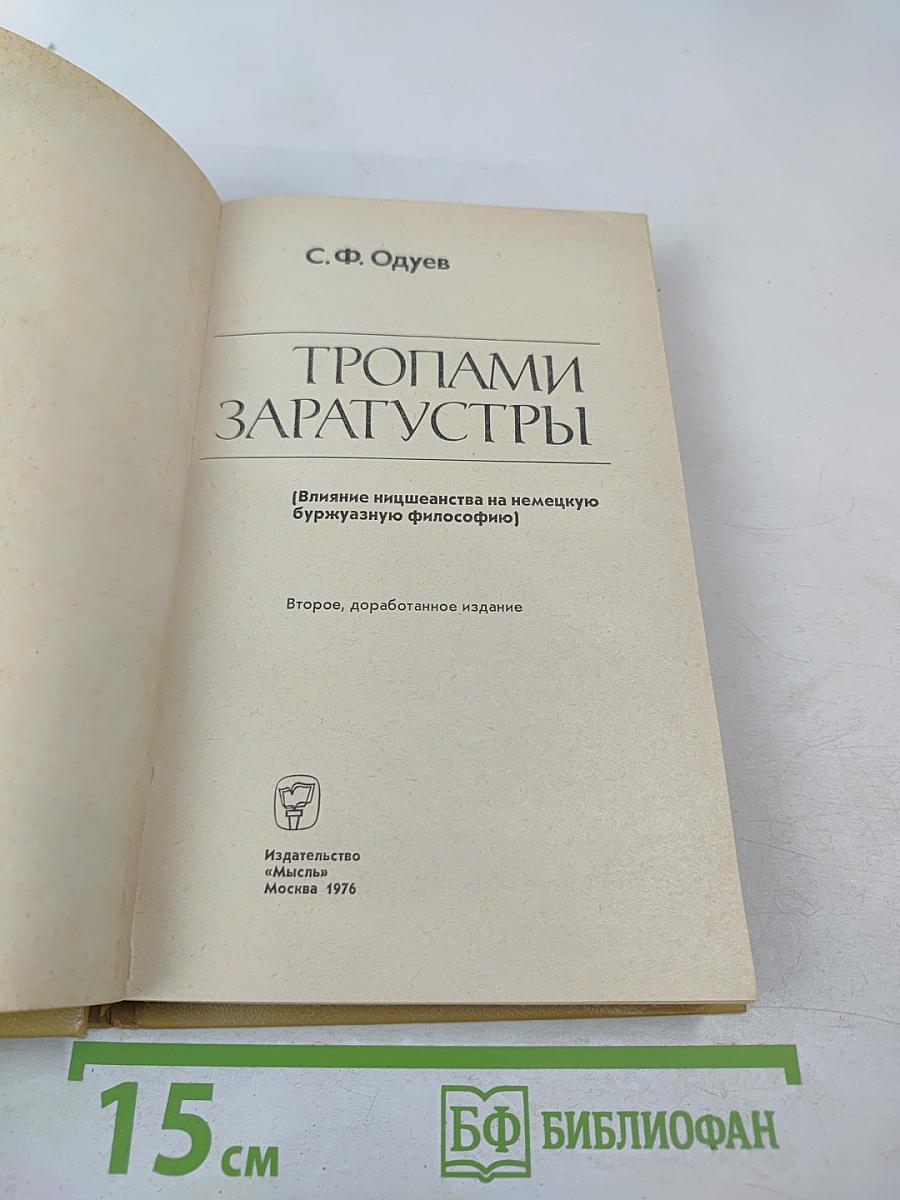 С. Ф. Одуев
ТРОПАМИ
ЗАРАТУСТРЫ
(Влияние ницшеанства на немецкую
буржуазную философию)
Второе, доработанное издание
Издательство
«Мысль»
Москва 1976
15 см
БФ БИБЛИОФАН